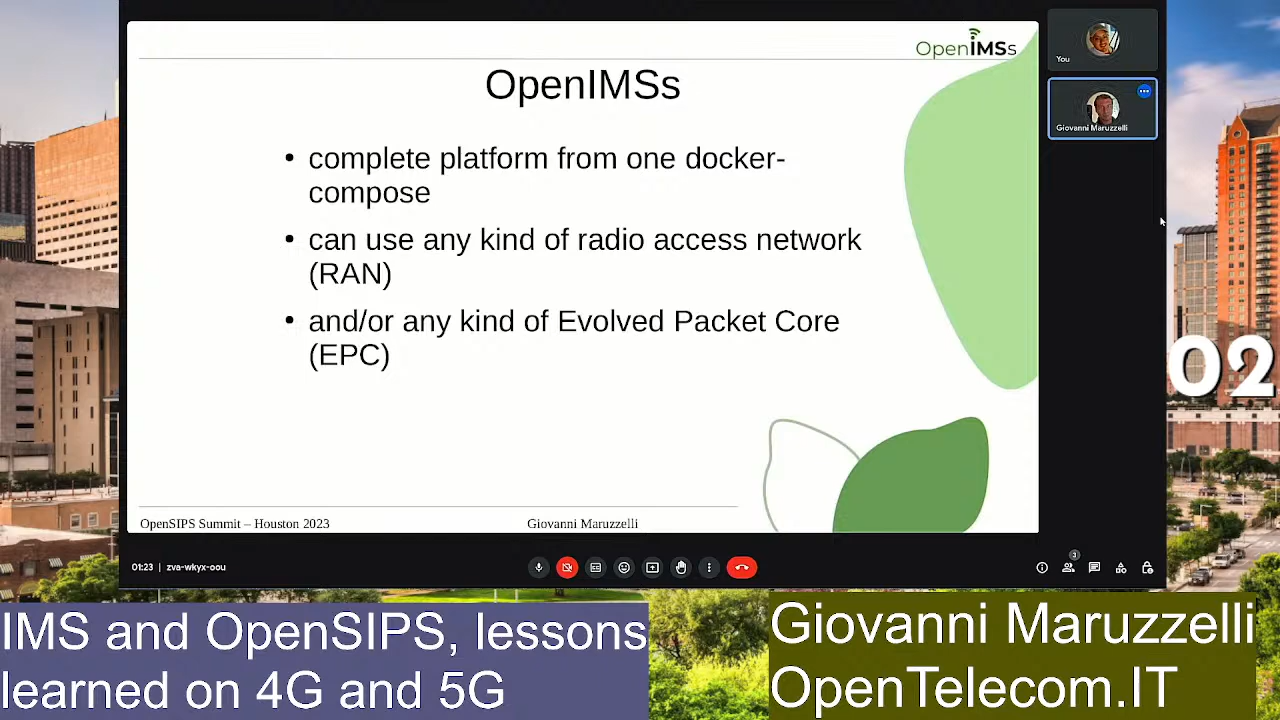 OpenIMSs
OpenIMSs
• complete platform from one docker-
compose
• can use any kind of radio access network
(RAN)
• and/or any kind of Evolved Packet Core
(EPC)
OpenSIPS Summit – Houston 2023
Giovanni Maruzzelli
You
Giovanni Maruzzelli
02
01:23 | zva-wkyx-oou
3
IMS and OpenSIPS, lessons
learned on 4G and 5G
Giovanni Maruzzelli
OpenTelecom.IT